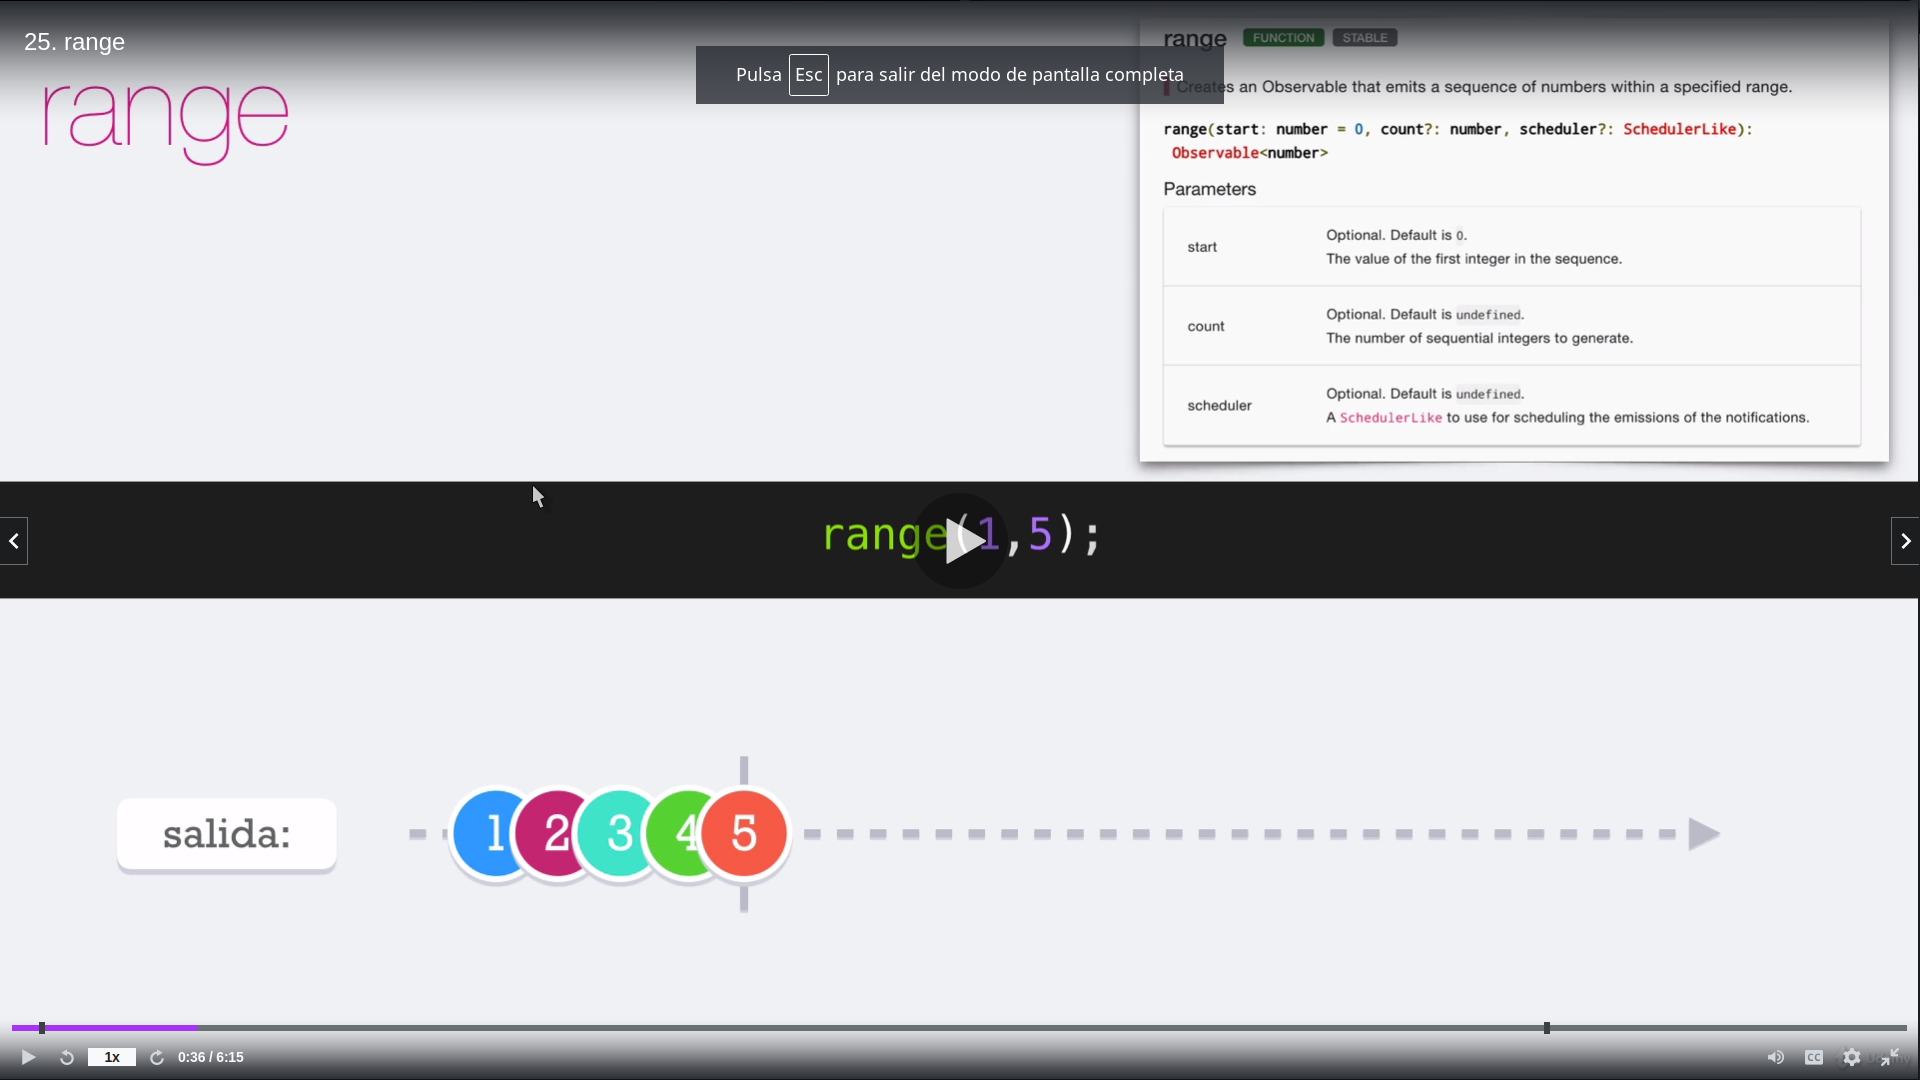 25. range
range
Pulsa Esc para salir del modo de pantalla completa
range FUNCTION STABLE
Creates an Observable that emits a sequence of numbers within a specified range.
range(start: number = 0, count?: number, scheduler?: SchedulerLike):
Observable<number>
Parameters
start
Optional. Default is 0.
The value of the first integer in the sequence.
count
Optional. Default is undefined.
The number of sequential integers to generate.
scheduler
Optional. Default is undefined.
A SchedulerLike to use for scheduling the emissions of the notifications.
range(1,5);
salida:
1 2 3 4 5
1x
0:36 / 6:15
CC